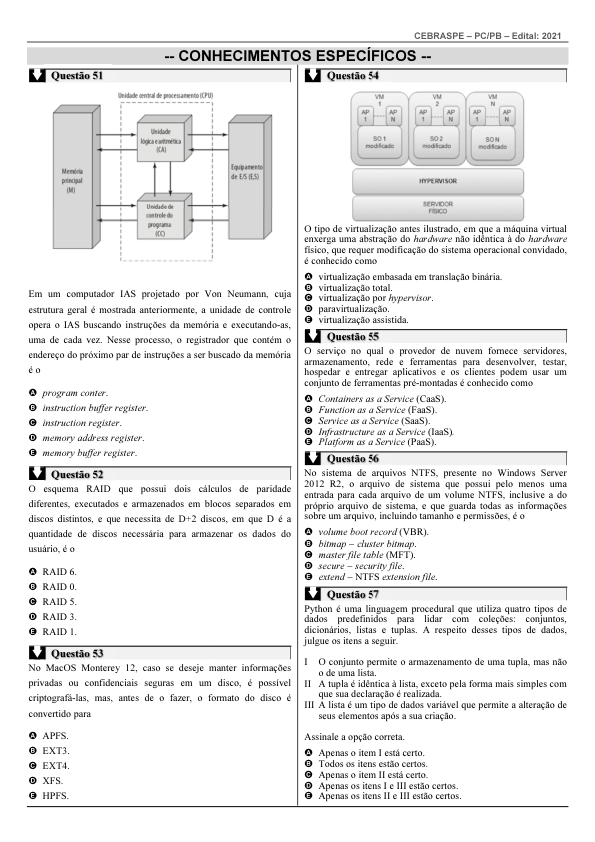 CEBRASPE – PC/PB – Edital: 2021
-- CONHECIMENTOS ESPECÍFICOS --
Questão 51
Unidade central de processamento (CPU)
Memória
principal
(M)
Unidade
lógica earitmética
(CA)
Unidade de
controle do
programa
(CC)
Equipamento
de E/S (E,S)
Em um computador IAS projetado por Von Neumann, cuja
estrutura geral é mostrada anteriormente, a unidade de controle
opera o IAS buscando instruções da memória e executando-as,
uma de cada vez. Nesse processo, o registrador que contém o
endereço do próximo par de instruções a ser buscado da memória
é o
A program conter.
B instruction buffer register.
C instruction register.
D memory address register.
E memory buffer register.
Questão 52
O esquema RAID que possui dois cálculos de paridade
diferentes, executados e armazenados em blocos separados em
discos distintos, e que necessita de D+2 discos, em que D é a
quantidade de discos necessária para armazenar os dados do
usuário, é o
A RAID 6.
B RAID 0.
C RAID 5.
D RAID 3.
E RAID 1.
Questão 53
No MacOS Monterey 12, caso se deseje manter informações
privadas ou confidenciais seguras em um disco, é possível
criptografá-las, mas, antes de o fazer, o formato do disco é
convertido para
A APFS.
B EXT3.
C EXT4.
D XFS.
E HPFS.
Questão 54
VM
1
VM
2
VM
N
AP
1
AP
N
AP
1
AP
N
AP
1
AP
N
SO 1
modificado
SO 2
modificado
SO N
modificado
HYPERVISOR
SERVIDOR
FÍSICO
O tipo de virtualização antes ilustrado, em que a máquina virtual
enxerga uma abstração do hardware não idêntica à do hardware
físico, que requer modificação do sistema operacional convidado,
é conhecido como
A virtualização embasada em translação binária.
B virtualização total.
C virtualização por hypervisor.
D paravirtualização.
E virtualização assistida.
Questão 55
O serviço no qual o provedor de nuvem fornece servidores,
armazenamento, rede e ferramentas para desenvolver, testar,
hospedar e entregar aplicativos e os clientes podem usar um
conjunto de ferramentas pré-montadas é conhecido como
A Containers as a Service (CaaS).
B Function as a Service (FaaS).
C Service as a Service (SaaS).
D Infrastructure as a Service (IaaS).
E Platform as a Service (PaaS).
Questão 56
No sistema de arquivos NTFS, presente no Windows Server
2012 R2, o arquivo de sistema que possui pelo menos uma
entrada para cada arquivo de um volume NTFS, inclusive a do
próprio arquivo de sistema, e que guarda todas as informações
sobre um arquivo, incluindo tamanho e permissões, é o
A volume boot record (VBR).
B bitmap – cluster bitmap.
C master file table (MFT).
D secure – security file.
E extend – NTFS extension file.
Questão 57
Python é uma linguagem procedural que utiliza quatro tipos de
dados predefinidos para lidar com coleções: conjuntos,
dicionários, listas e tuplas. A respeito desses tipos de dados,
julgue os itens a seguir.
I O conjunto permite o armazenamento de uma tupla, mas não
o de uma lista.
II A tupla é idêntica à lista, exceto pela forma mais simples com
que sua declaração é realizada.
III A lista é um tipo de dados variável que permite a alteração de
seus elementos após a sua criação.
Assinale a opção correta.
A Apenas o item I está certo.
B Todos os itens estão certos.
C Apenas o item II está certo.
D Apenas os itens I e III estão certos.
E Apenas os itens II e III estão certos.